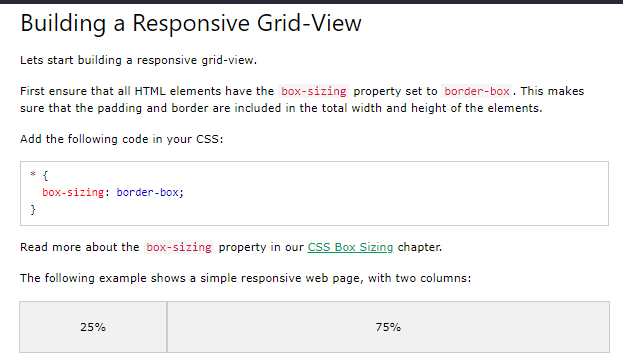 Building a Responsive Grid-View
Lets start building a responsive grid-view.
First ensure that all HTML elements have the box-sizing property set to border-box. This makes
sure that the padding and border are included in the total width and height of the elements.
Add the following code in your CSS:
* {
  box-sizing: border-box;
}
Read more about the box-sizing property in our CSS Box Sizing chapter.
The following example shows a simple responsive web page, with two columns:
25% 75%